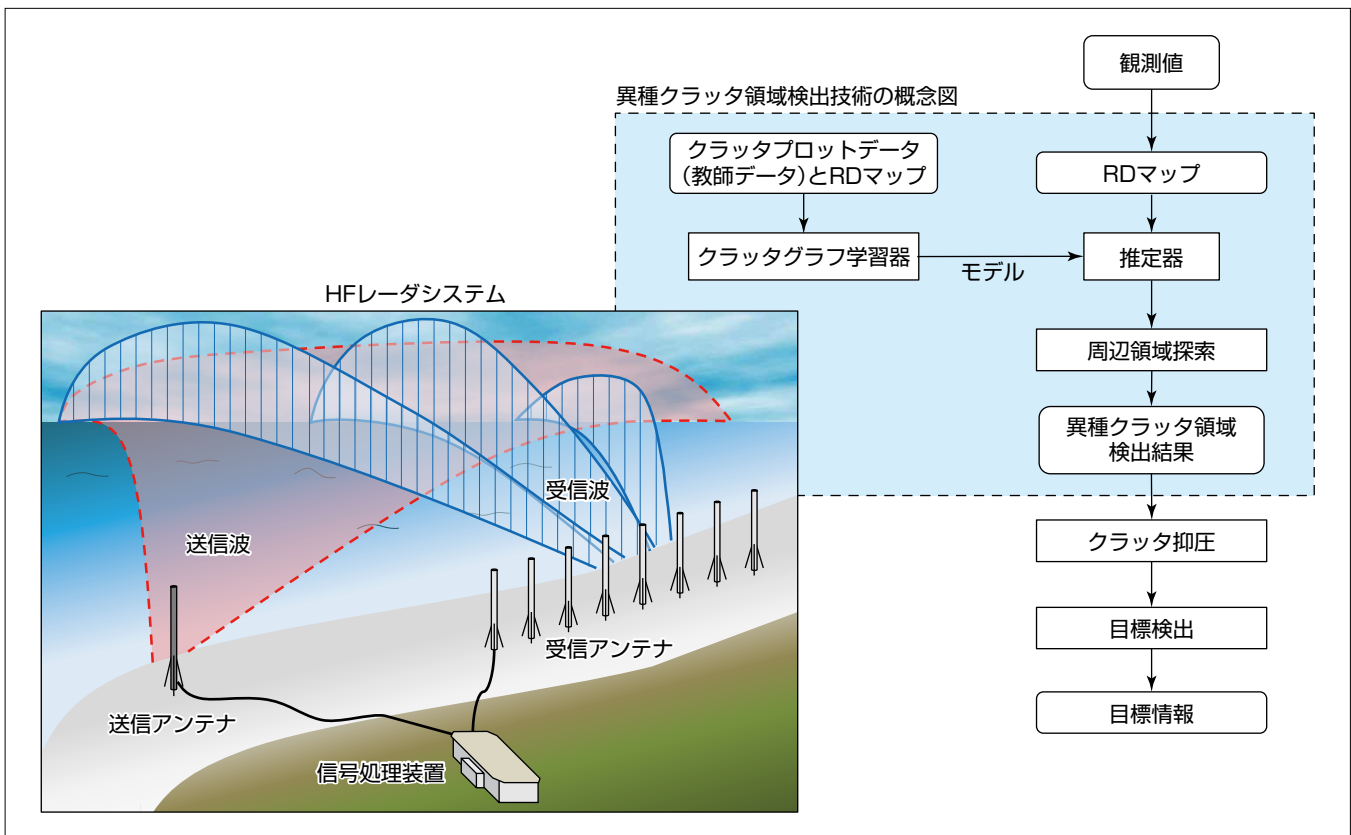 観測値
異種クラッタ領域検出技術の概念図
クラッタプロットデータ
(教師データ)とRDマップ
RDマップ
クラッタグラフ学習器
モデル
推定器
周辺領域探索
異種クラッタ領域
検出結果
クラッタ抑圧
目標検出
目標情報
HFレーダシステム
受信波
送信波
受信アンテナ
送信アンテナ
信号処理装置